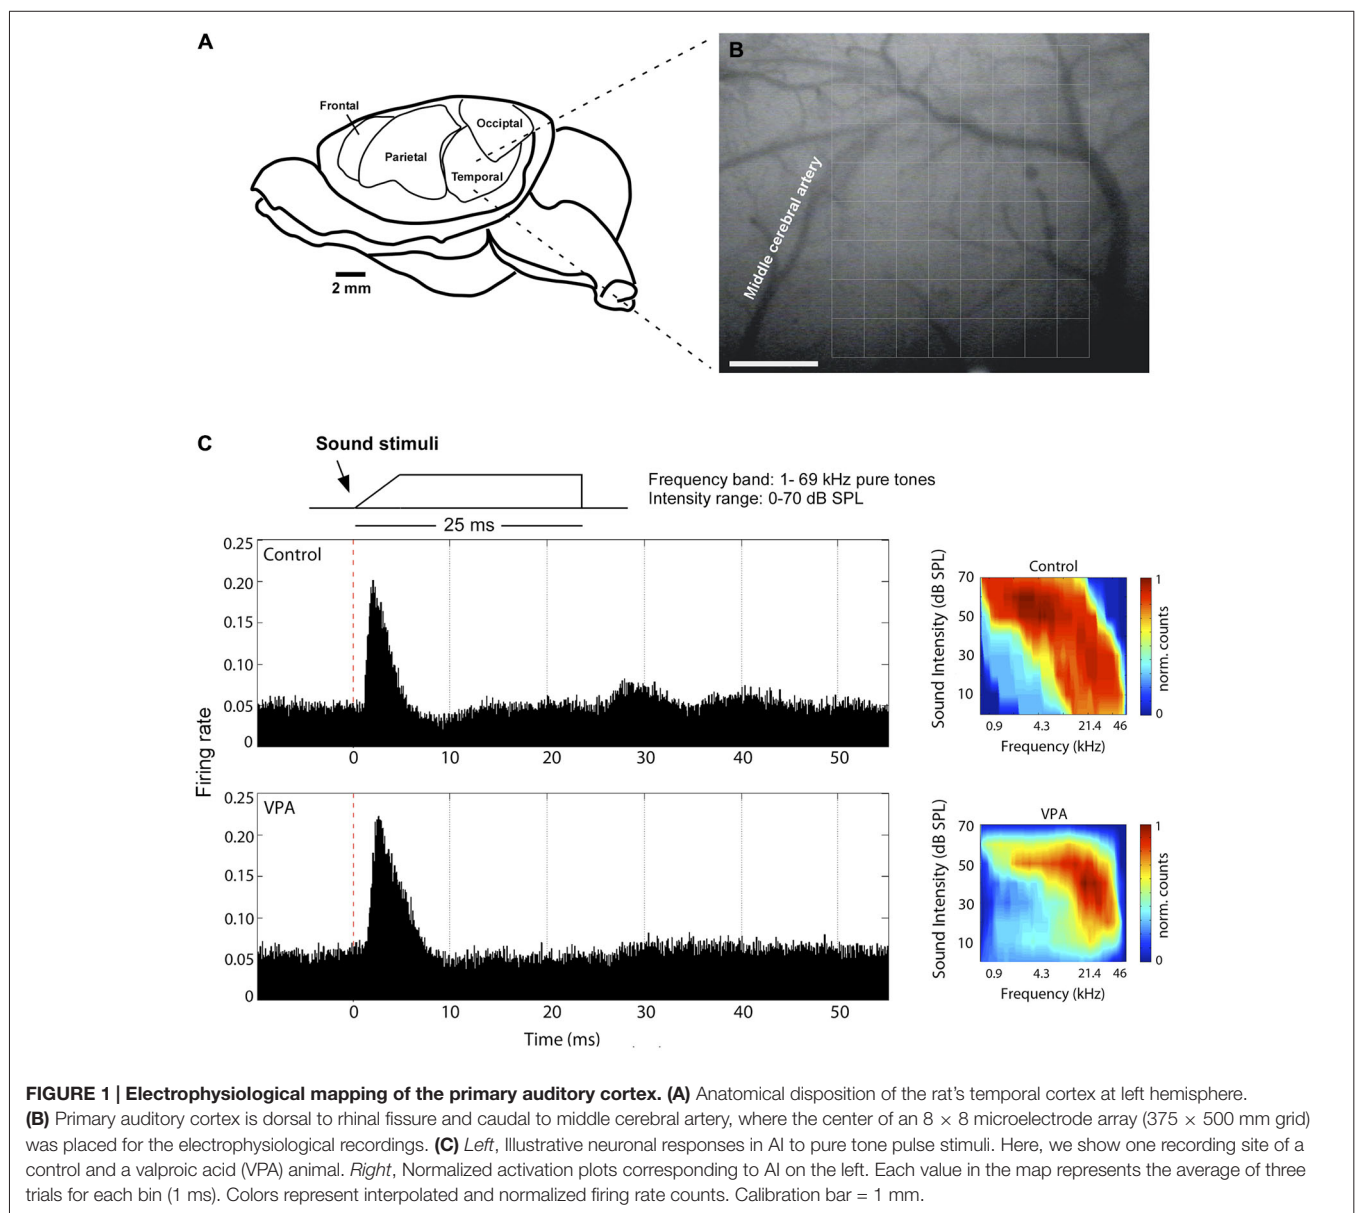 A
Frontal
Occiptal
Parietal
Temporal
2 mm
B
Middle cerebral artery
C
Sound stimuli
Frequency band: 1- 69 kHz pure tones
Intensity range: 0-70 dB SPL
25 ms
Firing rate
Control
0.25
0.20
0.15
0.10
0.05
0
0 10 20 30 40 50
Control
Sound Intensity (dB SPL)
70
50
30
10
0.9 4.3 21.4 46
Frequency (kHz)
1
norm. counts
0
VPA
0.25
0.20
0.15
0.10
0.05
0
0 10 20 30 40 50
Time (ms)
VPA
Sound Intensity (dB SPL)
70
50
30
10
0.9 4.3 21.4 46
Frequency (kHz)
1
norm. counts
0
FIGURE 1 | Electrophysiological mapping of the primary auditory cortex. (A) Anatomical disposition of the rat's temporal cortex at left hemisphere.
(B) Primary auditory cortex is dorsal to rhinal fissure and caudal to middle cerebral artery, where the center of an 8 × 8 microelectrode array (375 × 500 mm grid)
was placed for the electrophysiological recordings. (C) Left, Illustrative neuronal responses in AI to pure tone pulse stimuli. Here, we show one recording site of a
control and a valproic acid (VPA) animal. Right, Normalized activation plots corresponding to AI on the left. Each value in the map represents the average of three
trials for each bin (1 ms). Colors represent interpolated and normalized firing rate counts. Calibration bar = 1 mm.